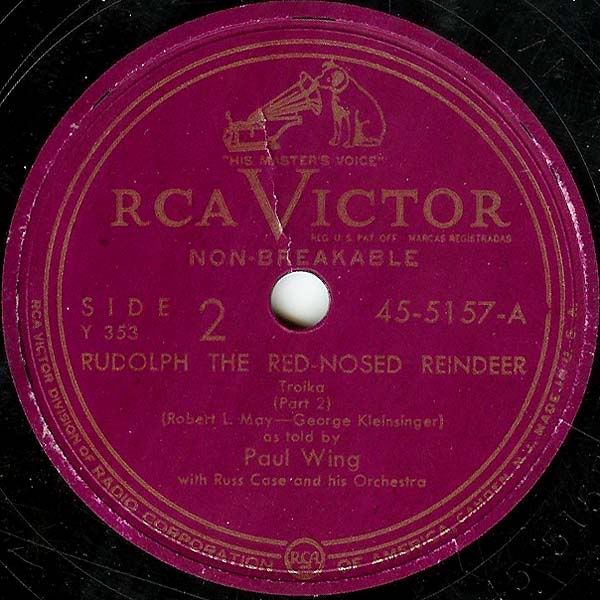 "HIS MASTER'S VOICE"
RCA VICTOR
REG. U.S. PAT. OFF. MARCAS REGISTRADAS
NON-BREAKABLE
SIDE 2
Y 353
45-5157-A
RUDOLPH THE RED-NOSED REINDEER
Troika
(Part 2)
(Robert L. May—George Kleinsinger)
as told by
Paul Wing
with Russ Case and his Orchestra
RCA VICTOR DIVISION OF RADIO CORPORATION OF AMERICA, CAMDEN, N. J. MADE IN U. S. A.
RCA